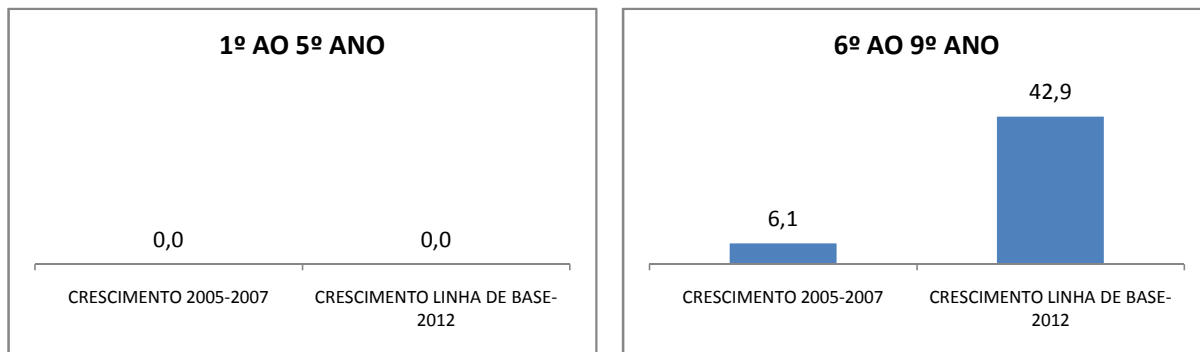 1º AO 5º ANO
0,0
0,0
CRESCIMENTO 2005-2007
CRESCIMENTO LINHA DE BASE-
2012
6º AO 9º ANO
6,1
42,9
CRESCIMENTO 2005-2007
CRESCIMENTO LINHA DE BASE-
2012